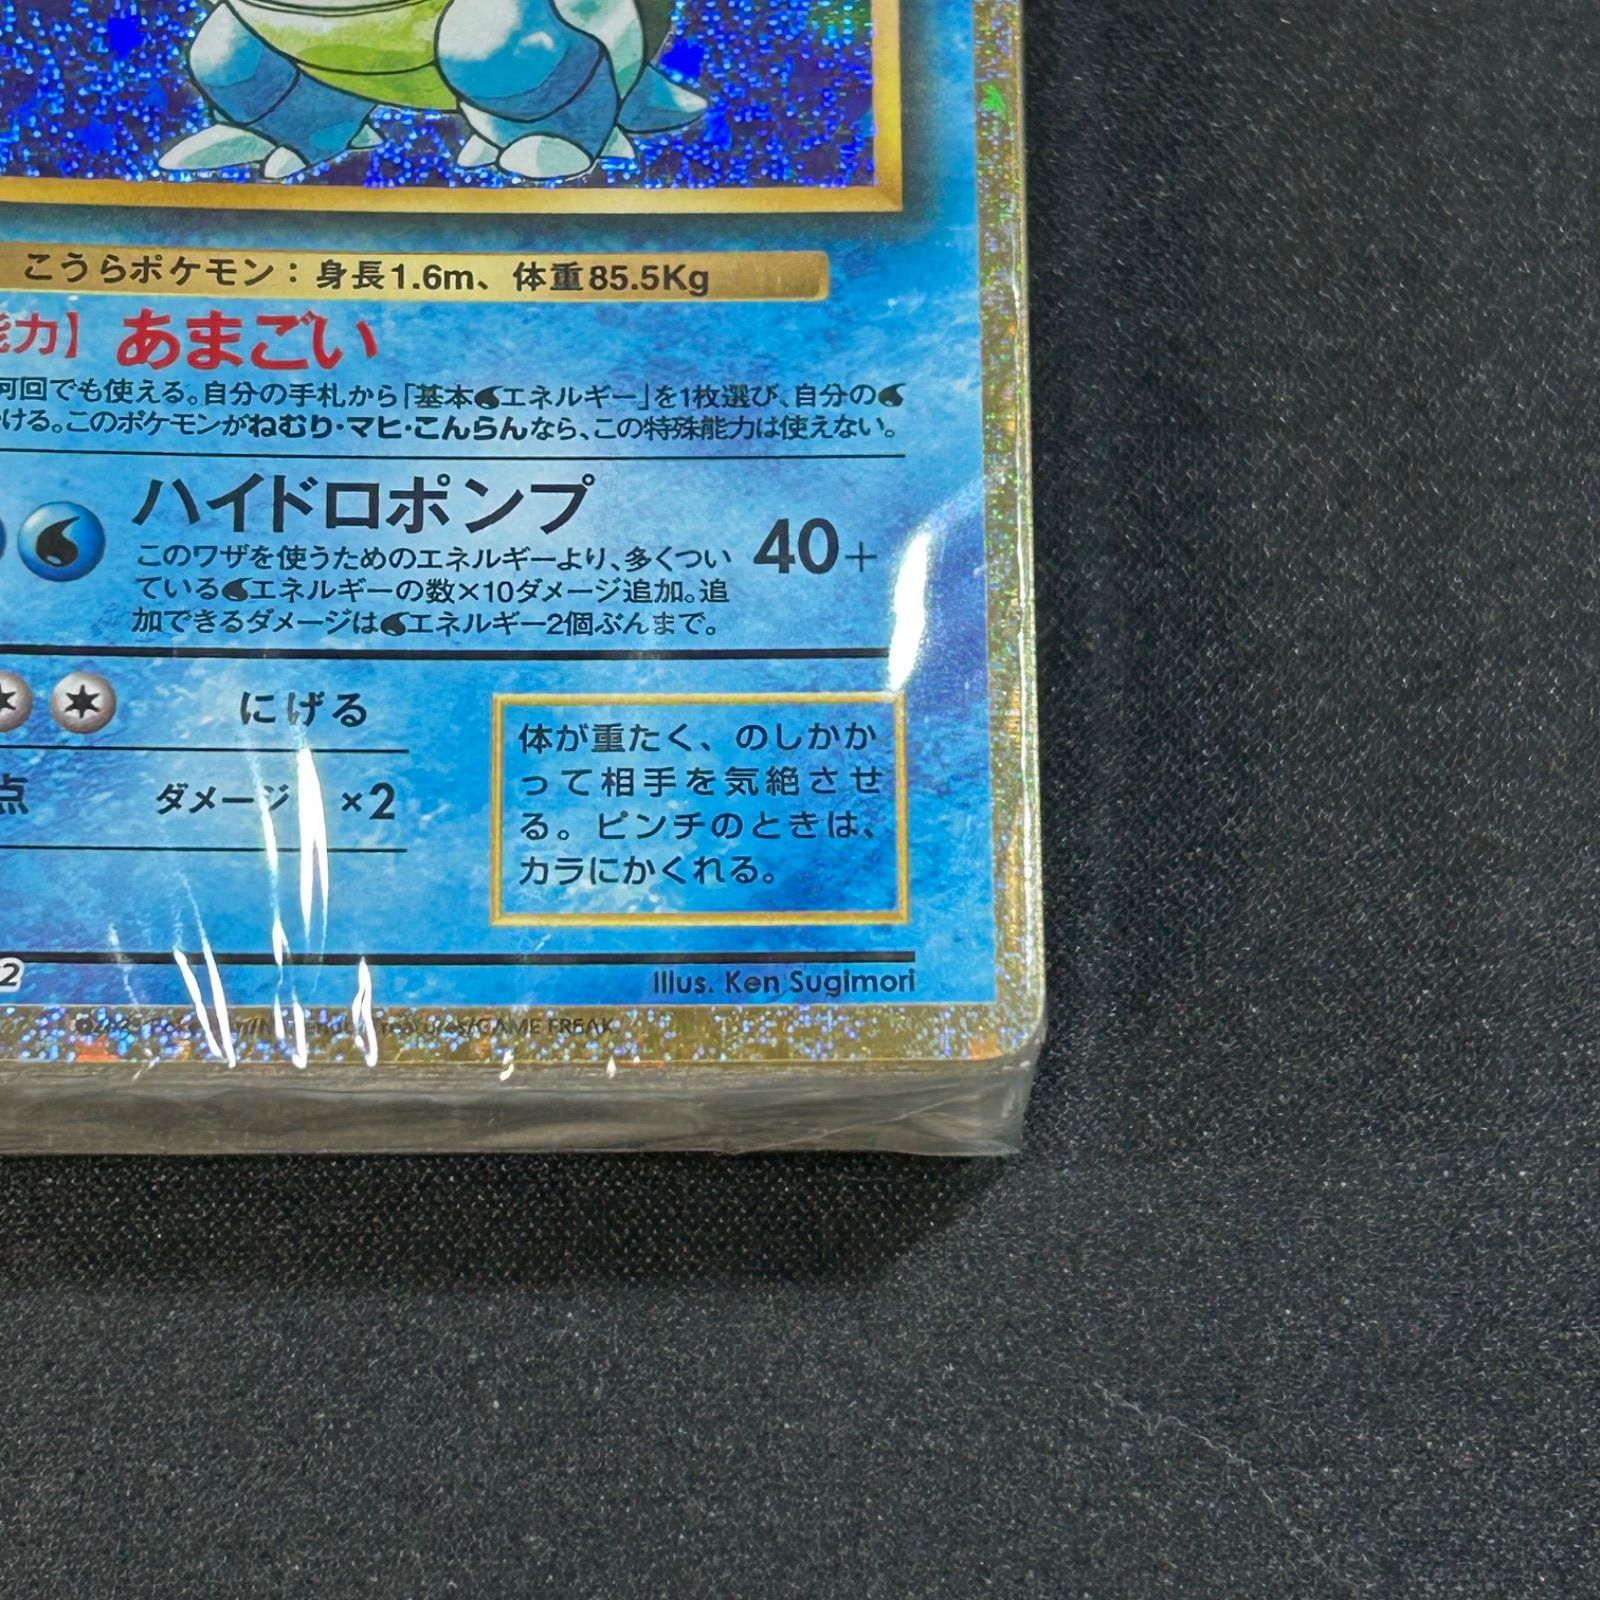 こうらポケモン：身長1.6m、体重85.5Kg
能力】 あまごい
何回でも使える。自分の手札から「基本エネルギー」を1枚選び、自分の
ける。このポケモンがねむり・マヒ・こんらんなら、この特殊能力は使えない。
ハイドロポンプ 40+
このワザを使うためのエネルギーより、多くつい
ているエネルギーの数×10ダメージ追加。追
加できるダメージはエネルギー2個ぶんまで。
にげる
点 ダメージ ×2
体が重たく、のしかか
って相手を気絶させ
る。ピンチのときは、
カラにかくれる。
Illus. Ken Sugimori
/GAME FREAK